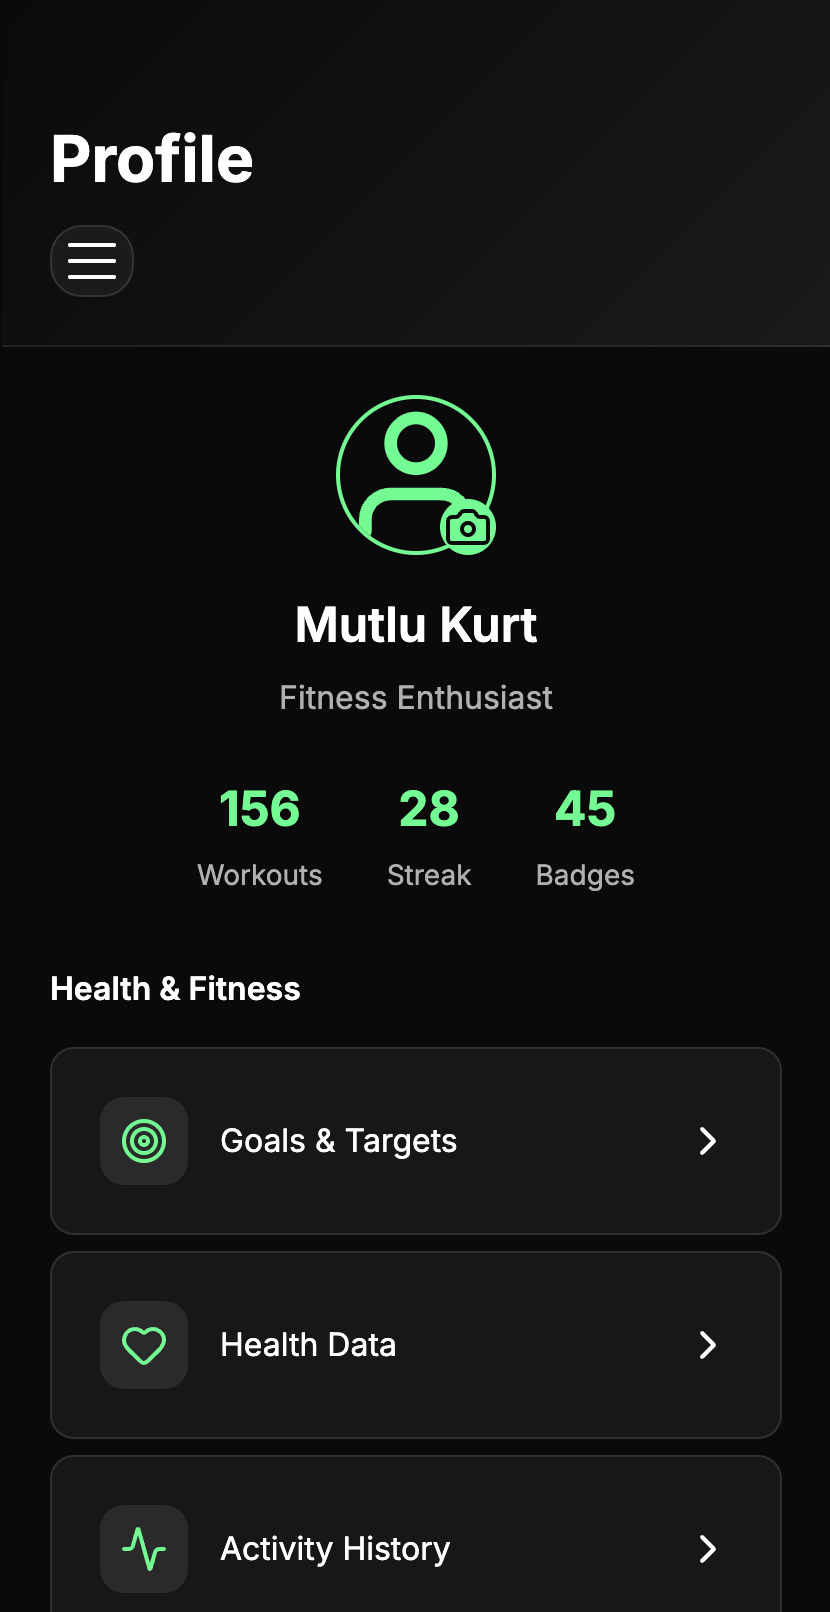 Profile
Mutlu Kurt
Fitness Enthusiast
156 28 45
Workouts Streak Badges
Health & Fitness
Goals & Targets
Health Data
Activity History